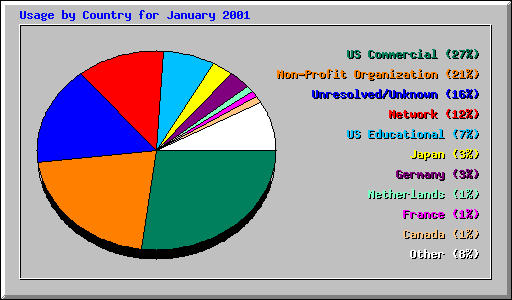 Usage by Country for January 2001
US Commercial (27%)
Non-Profit Organization (21%)
Unresolved/Unknown (16%)
Network (12%)
US Educational (7%)
Japan (3%)
Germany (3%)
Netherlands (1%)
France (1%)
Canada (1%)
Other (8%)